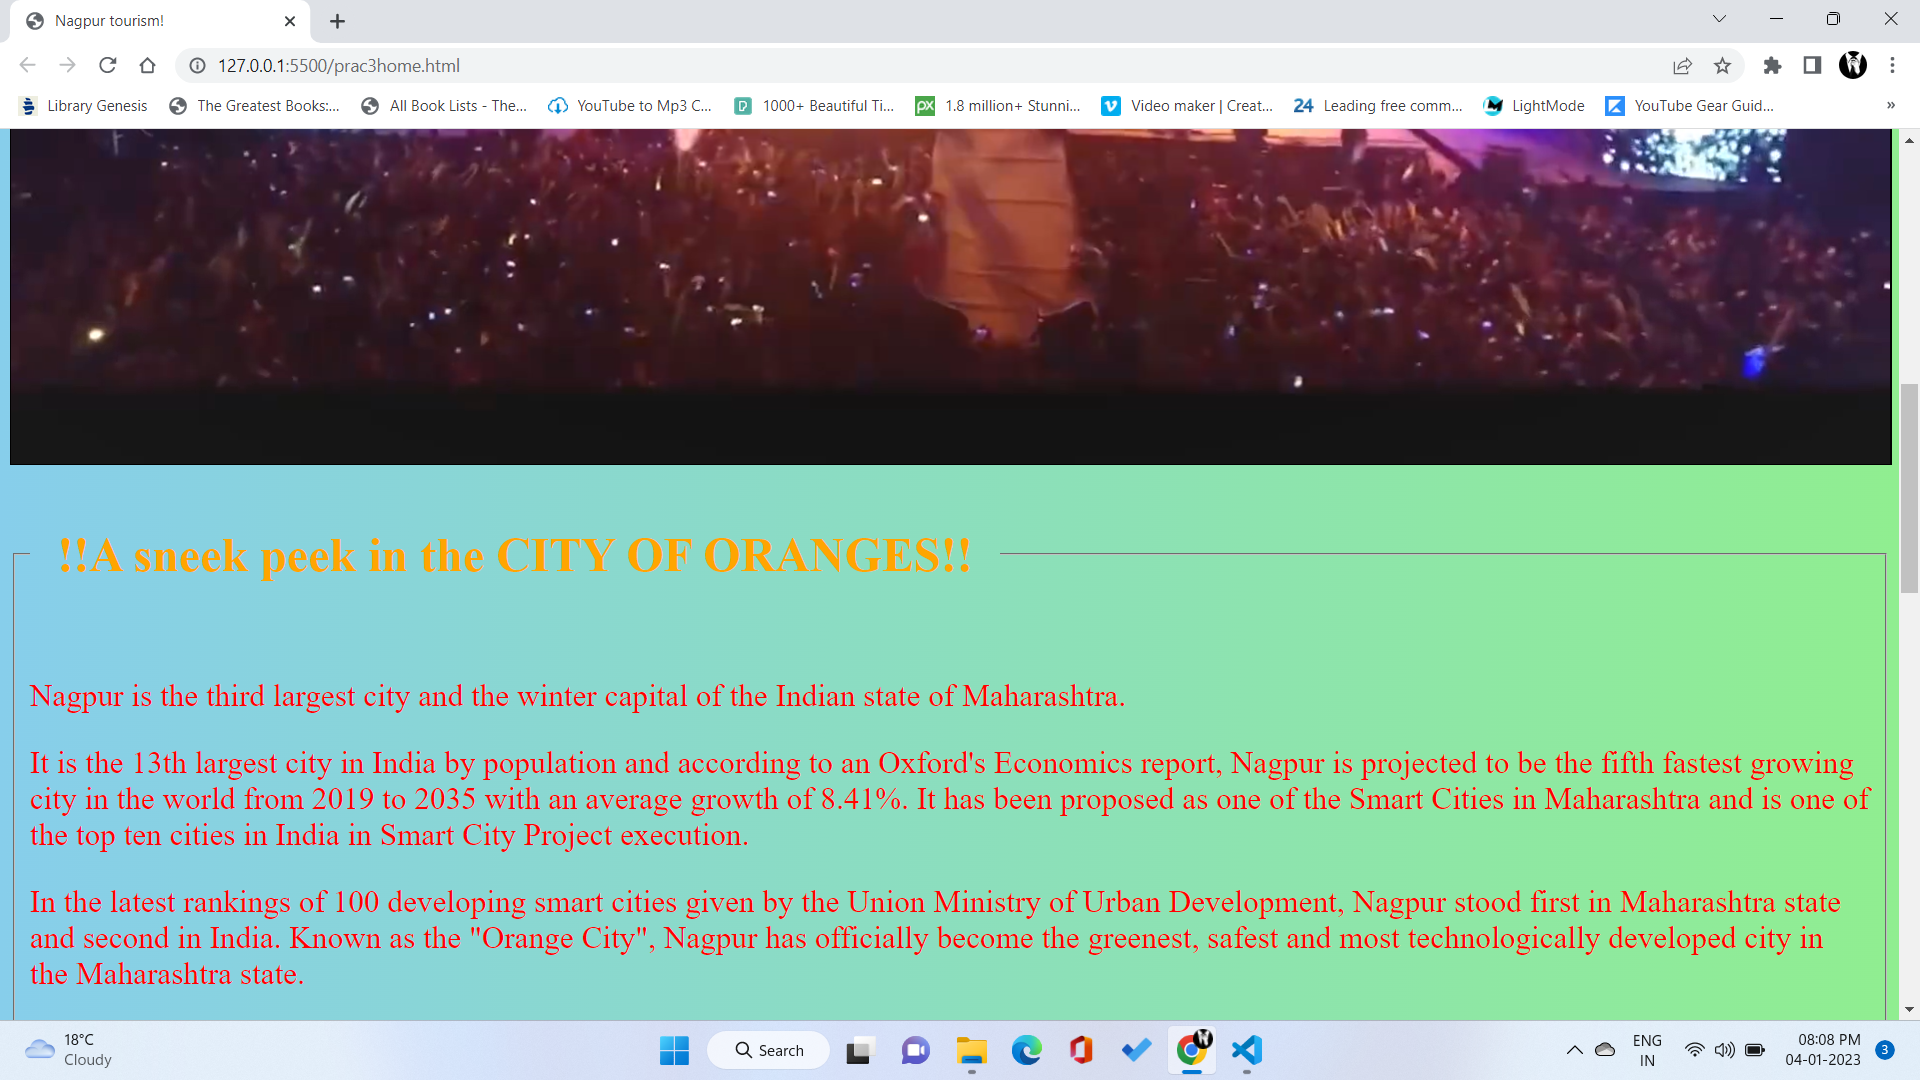 Nagpur tourism!
127.0.0.1:5500/prac3home.html
Library Genesis The Greatest Books:... All Book Lists - The... YouTube to Mp3 C... 1000+ Beautiful Ti... 1.8 million+ Stunni... Video maker | Creat... 24 Leading free comm... LightMode YouTube Gear Guid... »
!!A sneek peek in the CITY OF ORANGES!!
Nagpur is the third largest city and the winter capital of the Indian state of Maharashtra.
It is the 13th largest city in India by population and according to an Oxford's Economics report, Nagpur is projected to be the fifth fastest growing
city in the world from 2019 to 2035 with an average growth of 8.41%. It has been proposed as one of the Smart Cities in Maharashtra and is one of
the top ten cities in India in Smart City Project execution.
In the latest rankings of 100 developing smart cities given by the Union Ministry of Urban Development, Nagpur stood first in Maharashtra state
and second in India. Known as the "Orange City", Nagpur has officially become the greenest, safest and most technologically developed city in
the Maharashtra state.
18°C
Cloudy
Search
ENG
IN
08:08 PM
04-01-2023
3